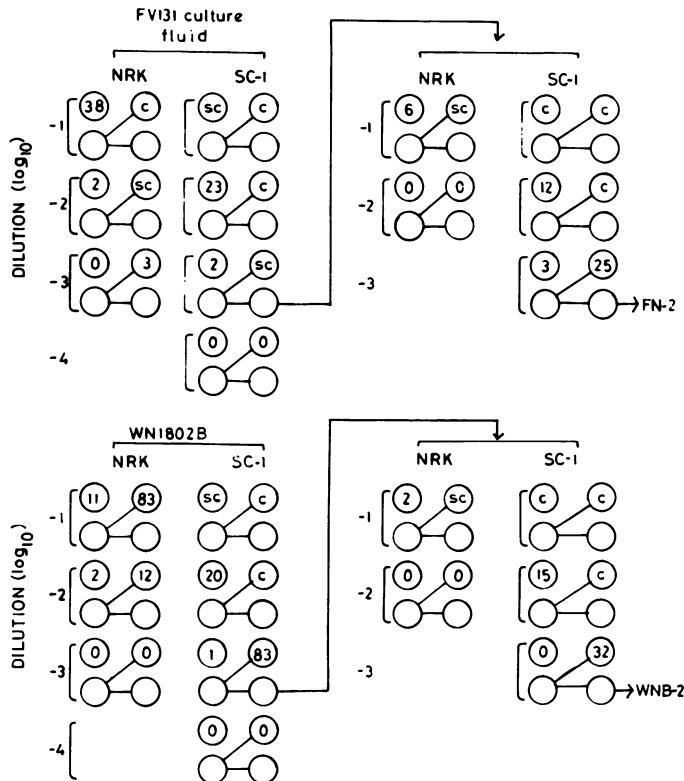 FV131 culture
fluid
NRK SC-1 NRK SC-1
DILUTION (log10)
-1 38 c sc c -1 6 sc c c
-2 2 sc 23 c -2 0 0 12 c
-3 0 3 2 sc -3 3 25
→FN-2
-4 0 0
WN1802B
NRK SC-1 NRK SC-1
DILUTION (log10)
-1 11 83 sc c -1 2 sc c c
-2 2 12 20 c -2 0 0 15 c
-3 0 0 1 83 -3 0 32
→WNB-2
-4 0 0